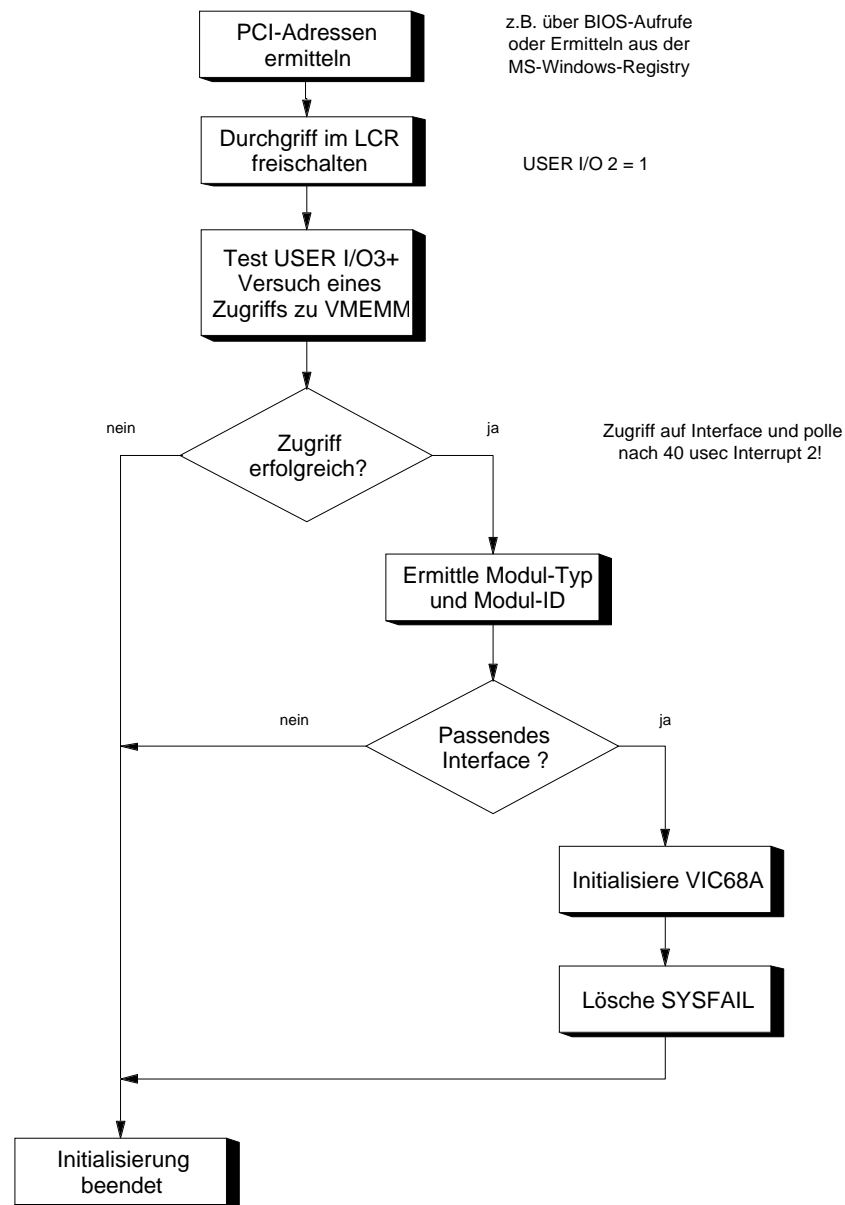 PCI-Adressen
ermitteln
z.B. über BIOS-Aufrufe
oder Ermitteln aus der
MS-Windows-Registry
Durchgriff im LCR
freischalten
USER I/O 2 = 1
Test USER I/O3+
Versuch eines
Zugriffs zu VMEMM
nein
ja
Zugriff
erfolgreich?
Zugriff auf Interface und polle
nach 40 usec Interrupt 2!
Ermittle Modul-Typ
und Modul-ID
nein
ja
Passendes
Interface ?
Initialisiere VIC68A
Lösche SYSFAIL
Initialisierung
beendet